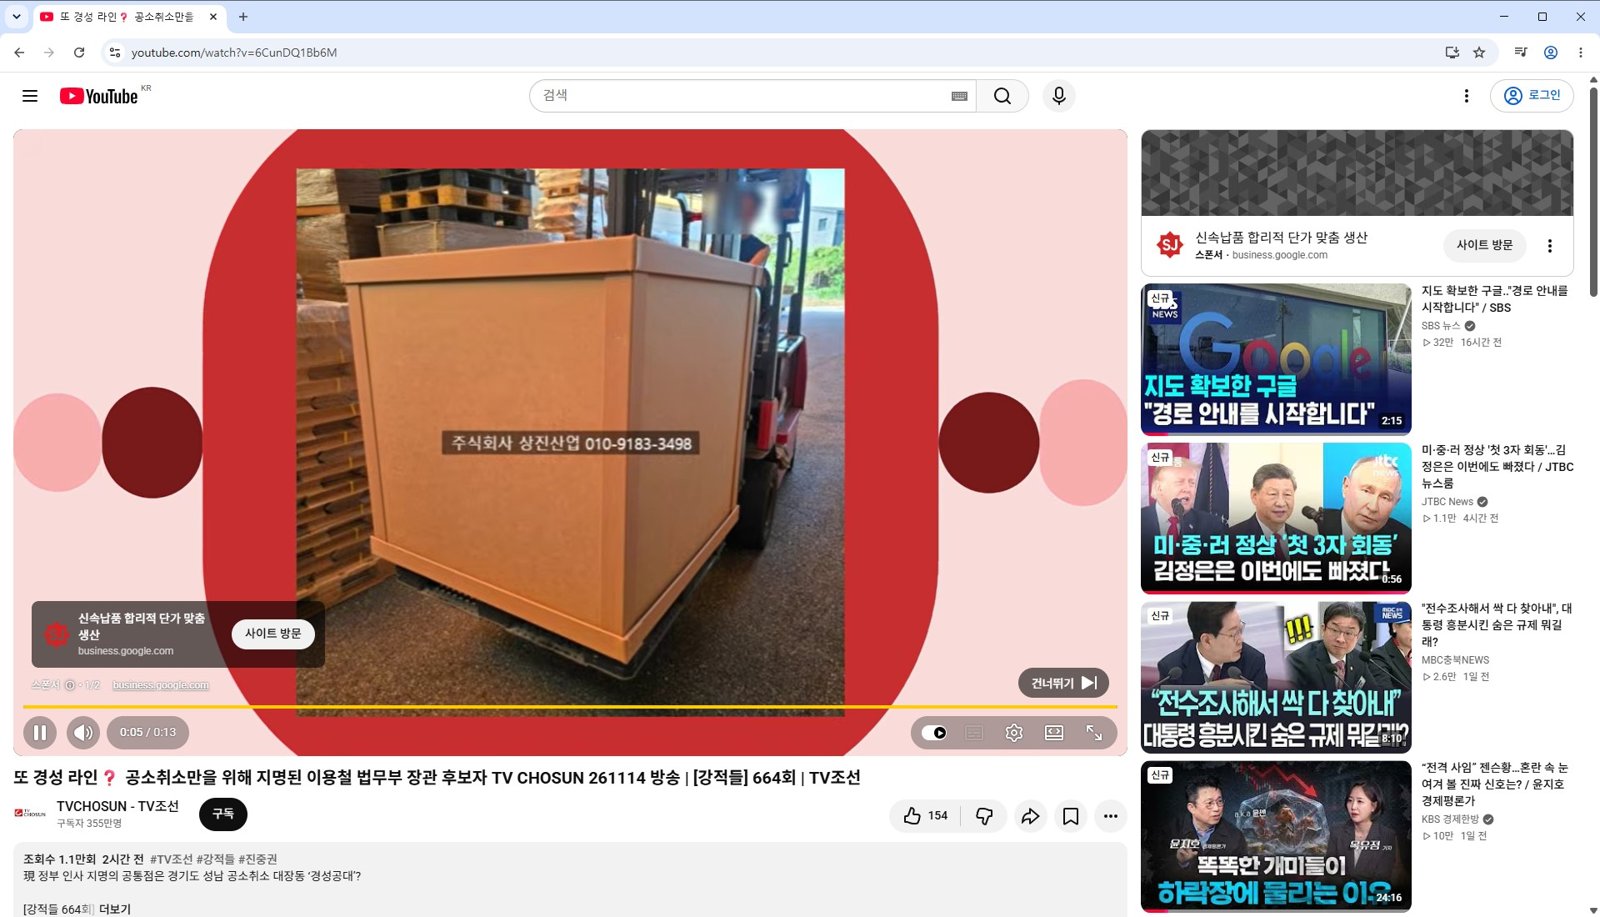 또 경성 라인❓ 공소취소만을
youtube.com/watch?v=6CunDQ1Bb6M
YouTube KR
검색
로그인
주식회사 상진산업 010-9183-3498
신속납품 합리적 단가 맞춤
생산
business.google.com
사이트 방문
스폰서 · 1/2 business.google.com
건너뛰기
0:05 / 0:13
또 경성 라인❓ 공소취소만을 위해 지명된 이용철 법무부 장관 후보자 TV CHOSUN 261114 방송 | [강적들] 664회 | TV조선
TVCHOSUN - TV조선
구독자 355만명
구독
154
조회수 1.1만회 2시간 전 #TV조선 #강적들 #진중권
現 정부 인사 지명의 공통점은 경기도 성남 공소취소 대장동 '경성공대'?
[강적들 664회] 더보기
SJ
신속납품 합리적 단가 맞춤 생산
스폰서 · business.google.com
사이트 방문
신규
SBS
NEWS
Google
지도 확보한 구글
"경로 안내를 시작합니다"
2:15
지도 확보한 구글.."경로 안내를
시작합니다" / SBS
SBS 뉴스
32만 16시간 전
신규
jtbc
news
미·중·러 정상 '첫 3자 회동'
김정은은 이번에도 빠졌다
0:56
미·중·러 정상 '첫 3자 회동'...김
정은은 이번에도 빠졌다 / JTBC
뉴스룸
JTBC News
1.1만 4시간 전
신규
MBC충북
NEWS
!!!
"전수조사해서 싹 다 찾아내"
대통령 흥분시킨 숨은 규제 뭐길래?
8:10
"전수조사해서 싹 다 찾아내", 대
통령 흥분시킨 숨은 규제 뭐길
래?
MBC충북NEWS
2.6만 1일 전
신규
a.k.a 윤쎈
윤지호 경제평론가
똑똑한 개미들이
하락장에 물리는 이유
24:16
"전격 사임" 젠슨황...혼란 속 눈
여겨 볼 진짜 신호는? / 윤지호
경제평론가
KBS 경제한방
10만 1일 전